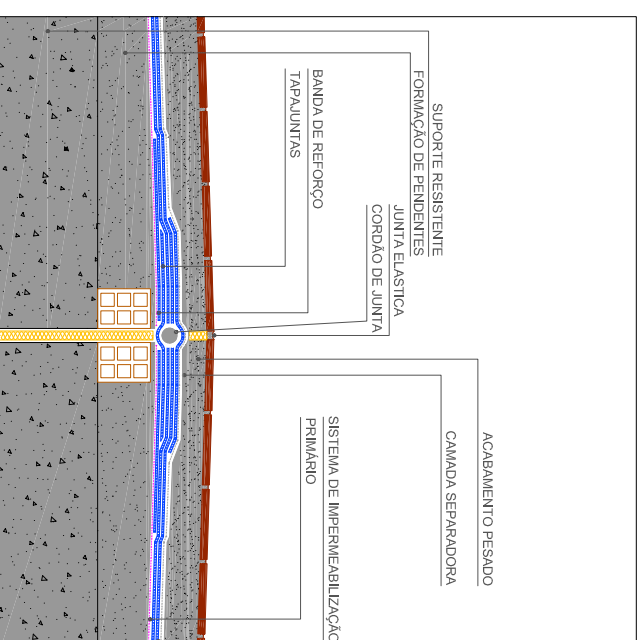 SUPORTE RESISTENTE
FORMAÇÃO DE PENDENTES
BANDA DE REFORÇO
TAPAJUNTAS
JUNTA ELASTICA
CORDÃO DE JUNTA
ACABAMENTO PESADO
CAMADA SEPARADORA
SISTEMA DE IMPERMEABILIZAÇÃO
PRIMÁRIO